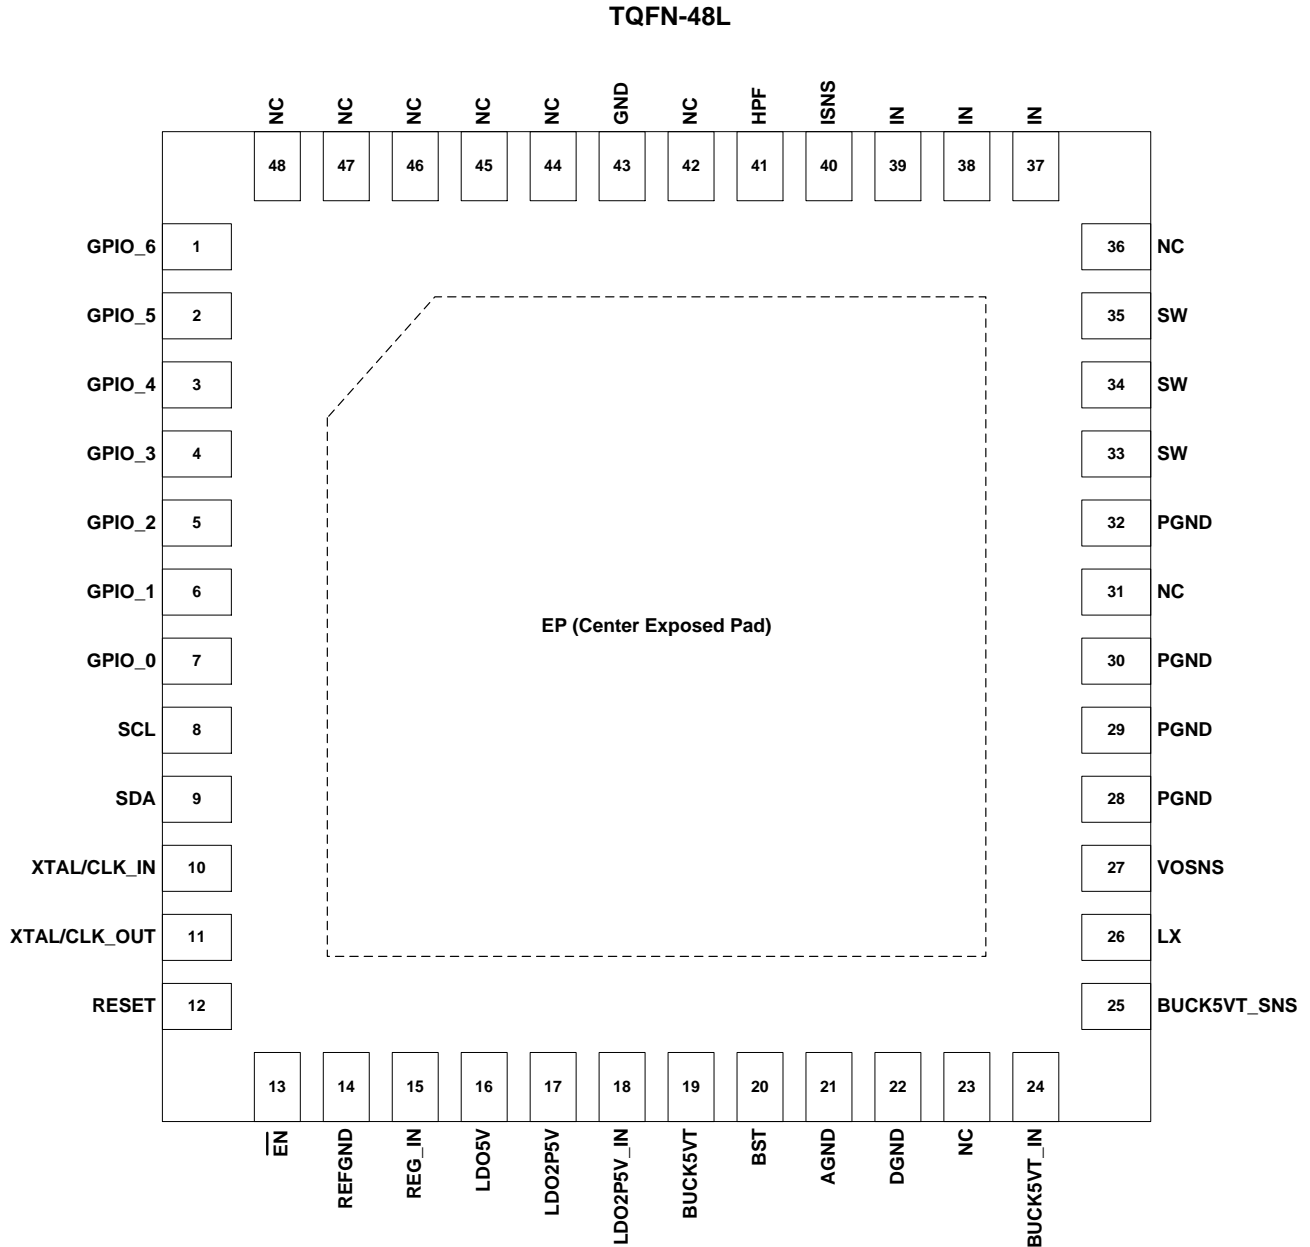 TQFN-48L
NC NC NC NC NC GND NC HPF ISNS IN IN IN
48 47 46 45 44 43 42 41 40 39 38 37
GPIO_6 1 36 NC
GPIO_5 2 35 SW
GPIO_4 3 34 SW
GPIO_3 4 33 SW
GPIO_2 5 32 PGND
GPIO_1 6 31 NC
EP (Center Exposed Pad)
GPIO_0 7 30 PGND
SCL 8 29 PGND
SDA 9 28 PGND
XTAL/CLK_IN 10 27 VOSNS
XTAL/CLK_OUT 11 26 LX
RESET 12 25 BUCK5VT_SNS
13 14 15 16 17 18 19 20 21 22 23 24
EN REFGND REG_IN LDO5V LDO2P5V LDO2P5V_IN BUCK5VT BST AGND DGND NC BUCK5VT_IN